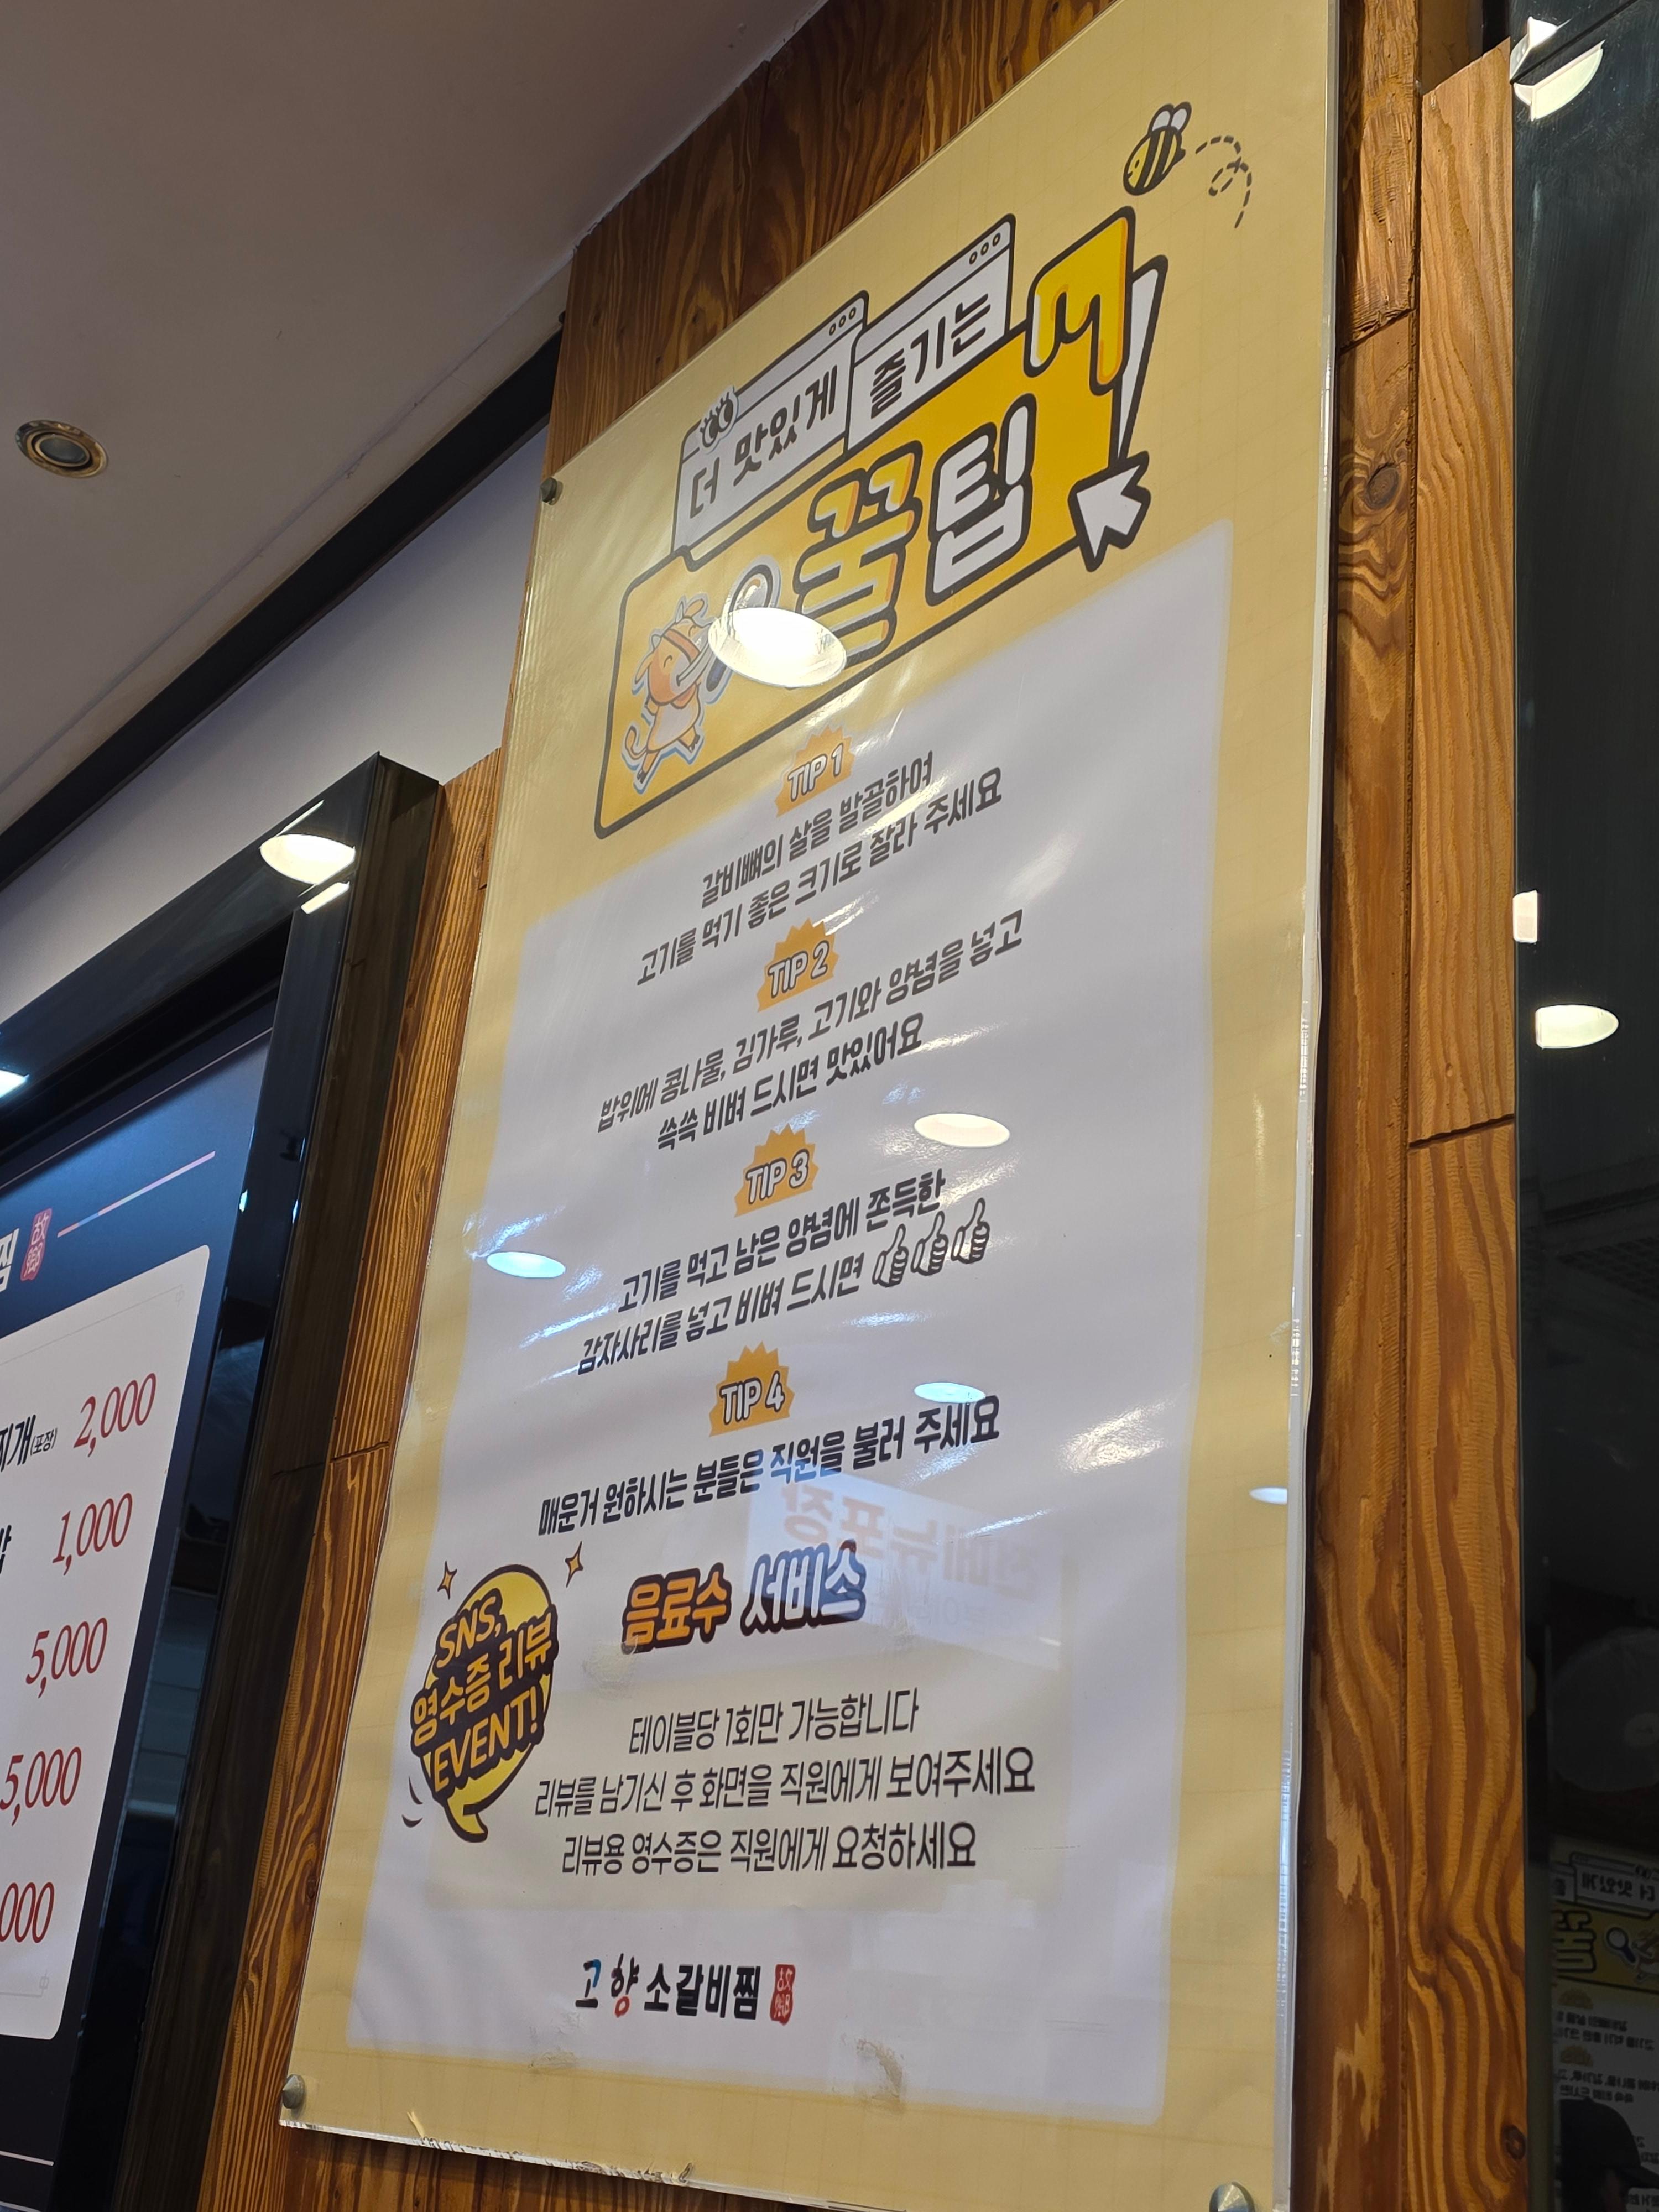 더 맛있게 즐기는
꿀팁
TIP 1
갈비뼈의 살을 발골하여
고기를 먹기 좋은 크기로 잘라 주세요
TIP 2
밥위에 콩나물, 김가루, 고기와 양념을 넣고
쓱쓱 비벼 드시면 맛있어요
TIP 3
고기를 먹고 남은 양념에 쫀득한
감자사리를 넣고 비벼 드시면
TIP 4
매운거 원하시는 분들은 직원을 불러 주세요
SNS,
영수증 리뷰
EVENT!
음료수 서비스
테이블당 1회만 가능합니다
리뷰를 남기신 후 화면을 직원에게 보여주세요
리뷰용 영수증은 직원에게 요청하세요
고향 소갈비찜
찜
찌개(포장) 2,000
1,000
5,000
5,000
000